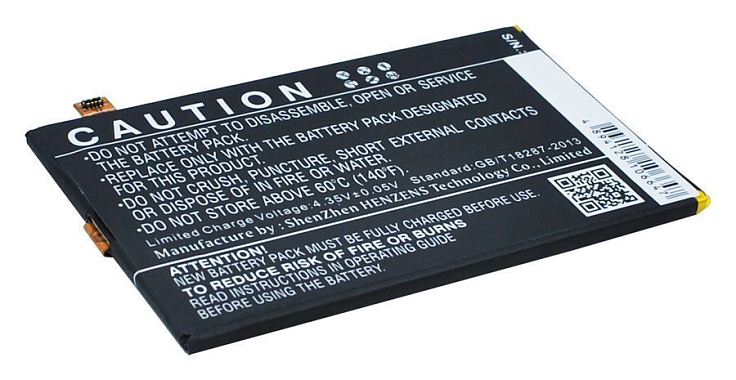 S/N:
CAUTION
•DO NOT ATTEMPT TO DISASSEMBLE, OPEN OR SERVICE
THE BATTERY PACK.
•REPLACE ONLY WITH THE BATTERY PACK DESIGNATED
FOR THIS PRODUCT.
•DO NOT CRUSH, PUNCTURE, SHORT EXTERNAL CONTACTS
OR DISPOSE OF IN FIRE OR WATER.
•DO NOT STORE ABOVE 60°C (140°F).
Limited Charge Voltage:4.35V±0.05V Standard:GB/T18287-2013
Manufacture by:ShenZhen HENZENS Technology Co.,Ltd.
ATTENTION!
NEW BATTERY PACK MUST BE FULLY CHARGED BEFORE USE.
TO REDUCE RISK OF FIRE OR BURNS
READ INSTRUCTIONS IN OPERATING GUIDE
BEFORE USING THIS BATTERY.